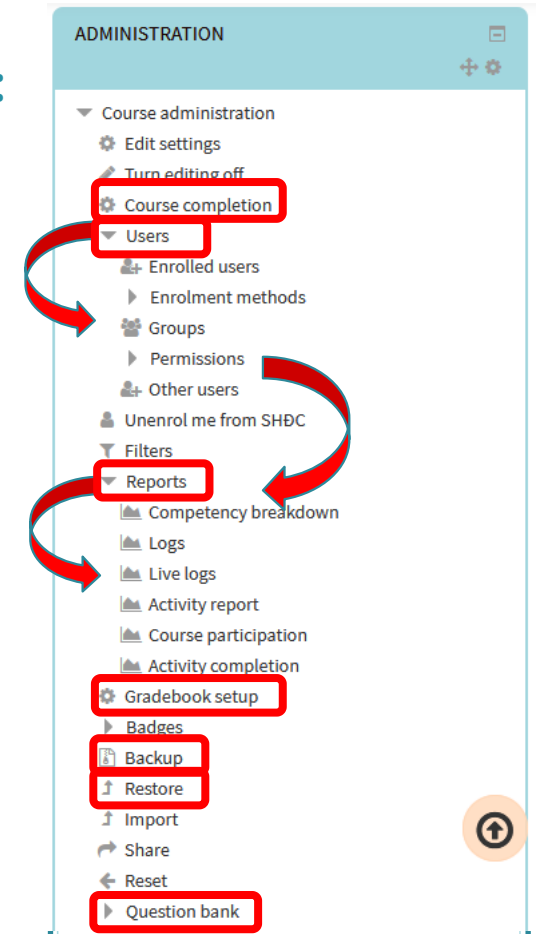 ADMINISTRATION
Course administration
Edit settings
Turn editing off
Course completion
Users
Enrolled users
Enrolment methods
Groups
Permissions
Other users
Unenrol me from SHĐC
Filters
Reports
Competency breakdown
Logs
Live logs
Activity report
Course participation
Activity completion
Gradebook setup
Badges
Backup
Restore
Import
Share
Reset
Question bank